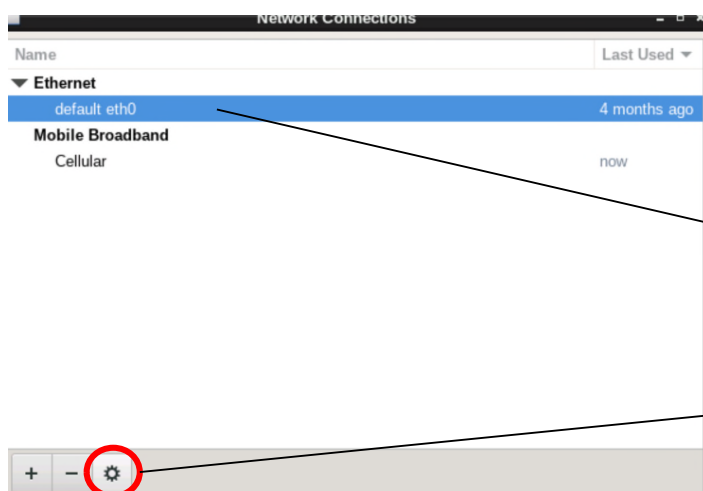 Network Connections
Name Last Used
Ethernet
default eth0 4 months ago
Mobile Broadband
Cellular now